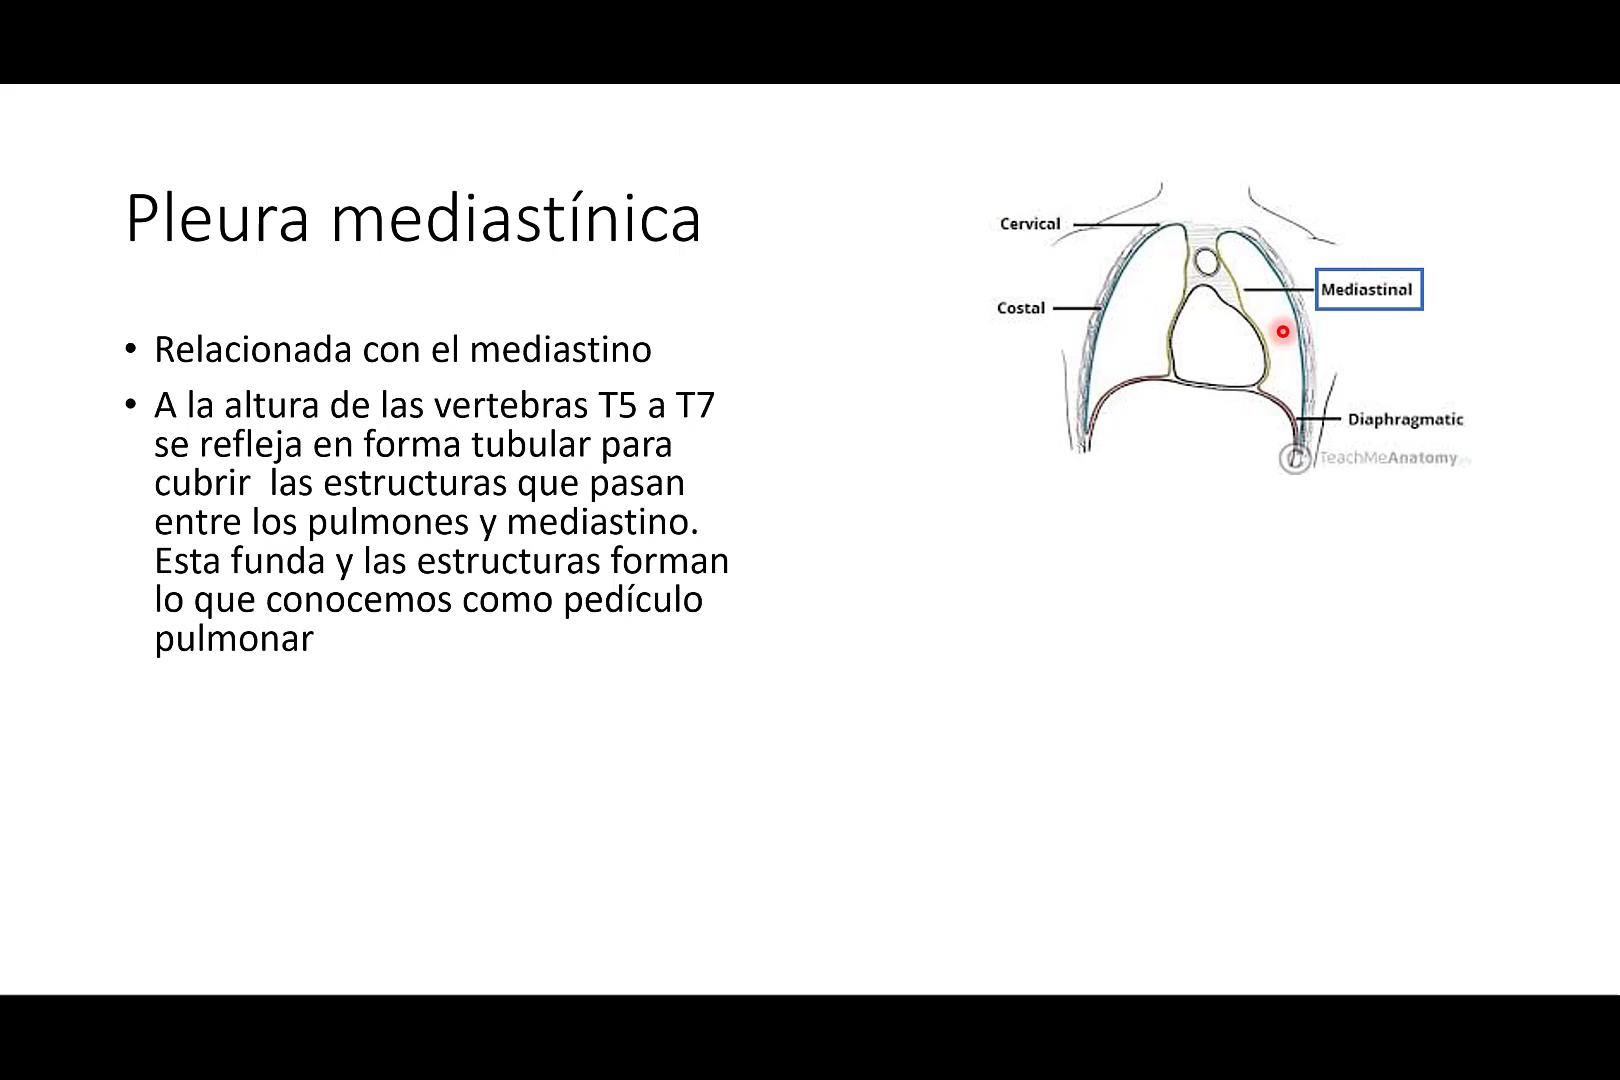 Pleura mediastínica
• Relacionada con el mediastino
• A la altura de las vertebras T5 a T7
se refleja en forma tubular para
cubrir  las estructuras que pasan
entre los pulmones y mediastino.
Esta funda y las estructuras forman
lo que conocemos como pedículo
pulmonar
Cervical
Mediastinal
Costal
Diaphragmatic
TeachMeAnatomy